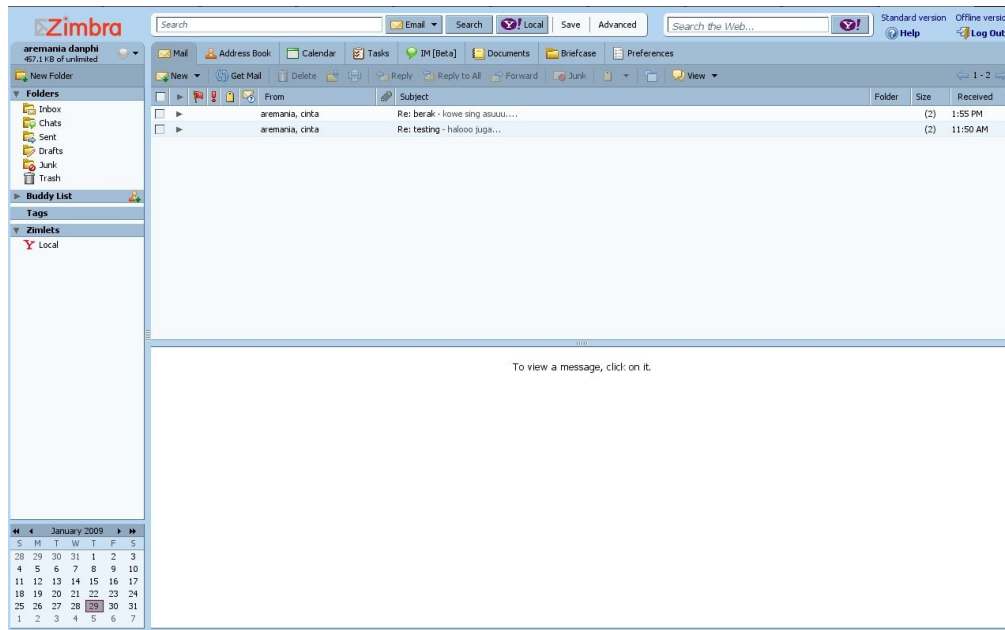 Zimbra
Search
Email
Search
Y! Local
Save
Advanced
Search the Web...
Y!
Standard version
Offline versio
Help
Log Out
aremania danphi
457.1 KB of unlimited
Mail
Address Book
Calendar
Tasks
IM [Beta]
Documents
Briefcase
Preferences
New Folder
New
Get Mail
Delete
Reply
Reply to All
Forward
Junk
View
1 - 2
Folders
Inbox
Chats
Sent
Drafts
Junk
Trash
Buddy List
Tags
Zimlets
Y Local
From
Subject
Folder
Size
Received
aremania, cinta
Re: berak - kowe sing asuuu....
(2)
1:55 PM
aremania, cinta
Re: testing - halooo juga...
(2)
11:50 AM
To view a message, click on it.
January 2009
S M T W T F S
28 29 30 31 1 2 3
4 5 6 7 8 9 10
11 12 13 14 15 16 17
18 19 20 21 22 23 24
25 26 27 28 29 30 31
1 2 3 4 5 6 7